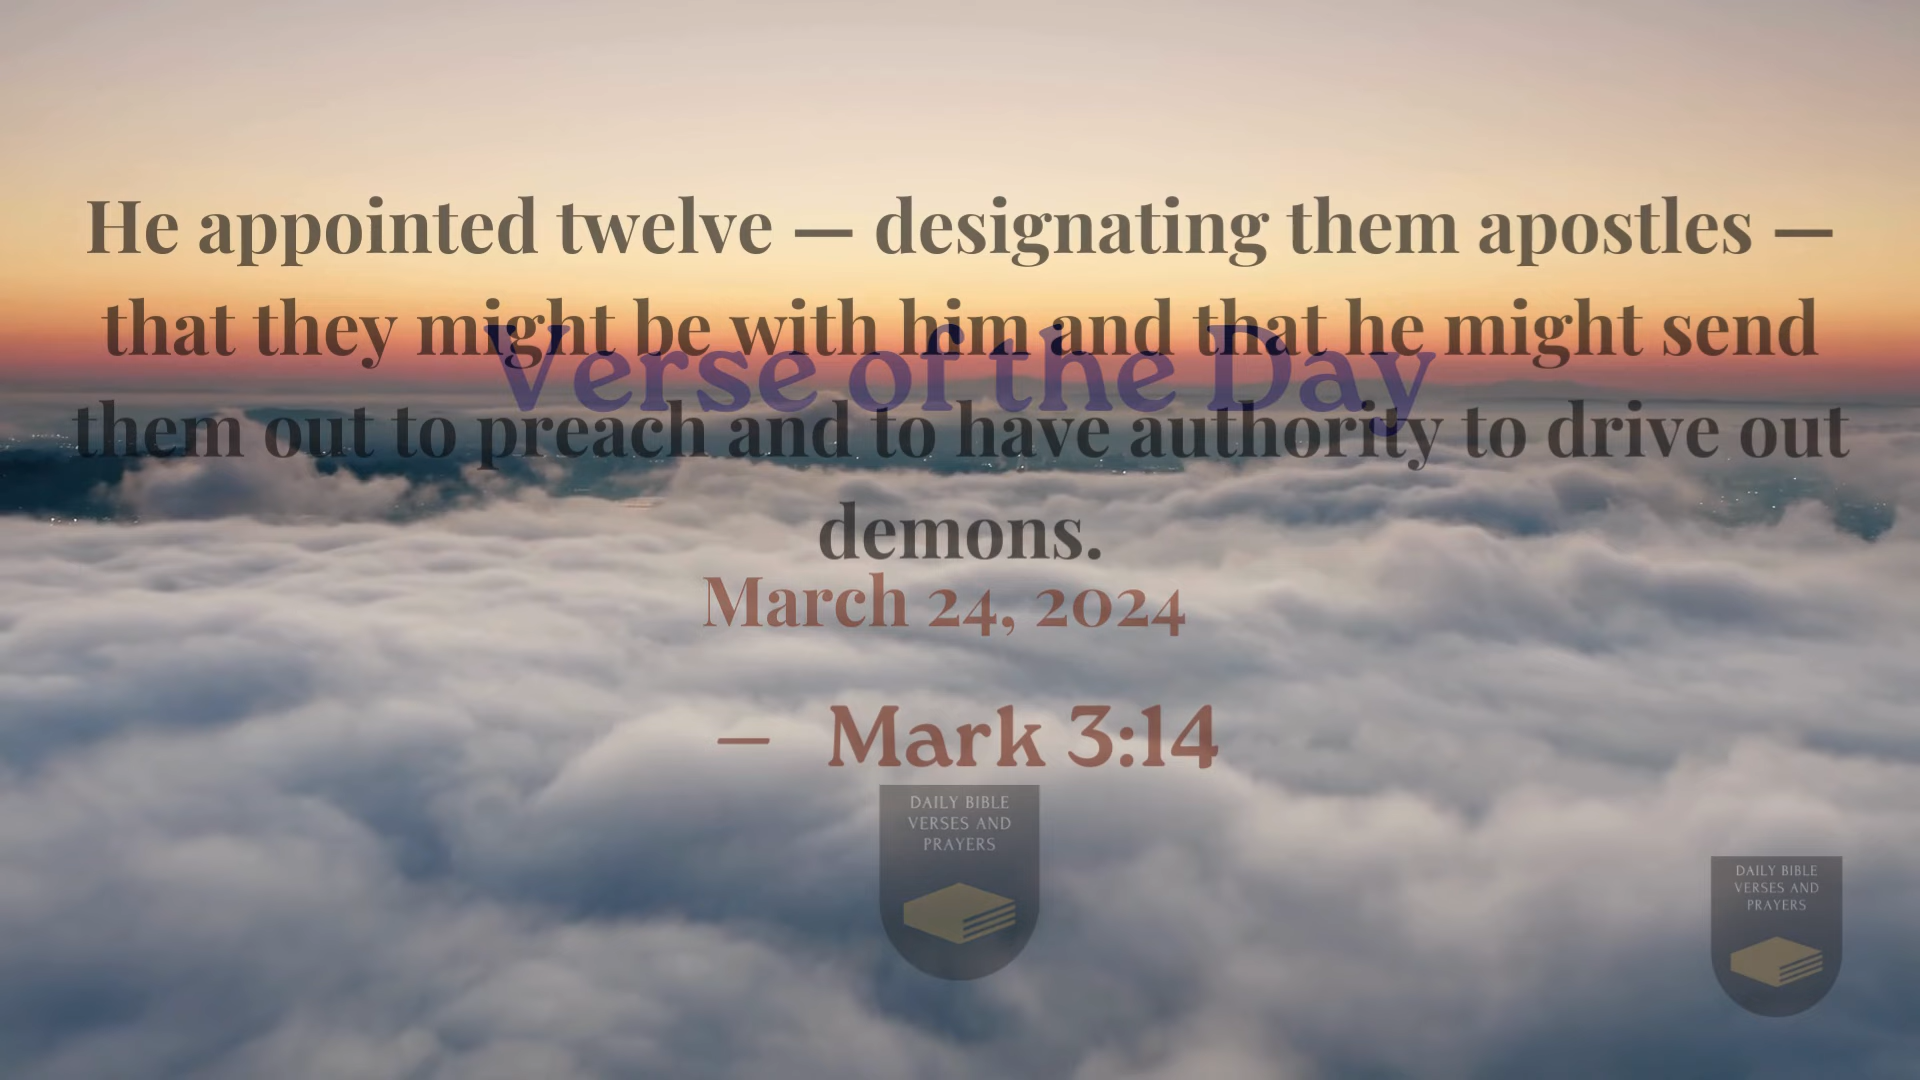 He appointed twelve — designating them apostles —
that they might be with him and that he might send
Verse of the Day
them out to preach and to have authority to drive out
demons.
March 24, 2024
— Mark 3:14
DAILY BIBLE
VERSES AND
PRAYERS
DAILY BIBLE
VERSES AND
PRAYERS